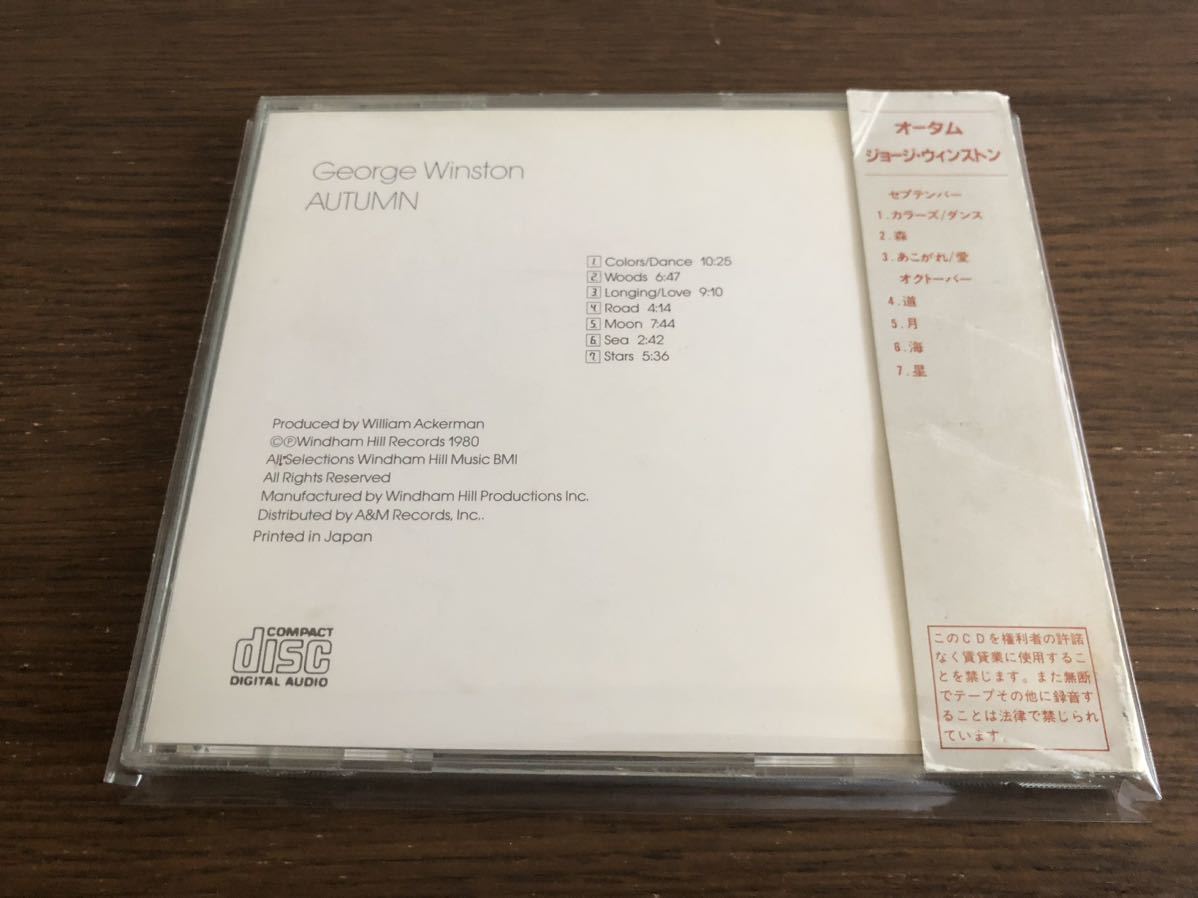 George Winston
AUTUMN
1 Colors/Dance 10:25
2 Woods 6:47
3 Longing/Love 9:10
4 Road 4:14
5 Moon 7:44
6 Sea 2:42
7 Stars 5:36
Produced by William Ackerman
©℗Windham Hill Records 1980
All Selections Windham Hill Music BMI
All Rights Reserved
Manufactured by Windham Hill Productions Inc.
Distributed by A&M Records, Inc..
Printed in Japan
COMPACT
disc
DIGITAL AUDIO
オータム
ジョージ・ウィンストン
セプテンバー
1.カラーズ/ダンス
2.森
3.あこがれ/愛
オクトーバー
4.道
5.月
6.海
7.星
このCDを権利者の許諾
なく賃貸業に使用するこ
とを禁じます。また無断
でテープその他に録音す
ることは法律で禁じられ
ています。